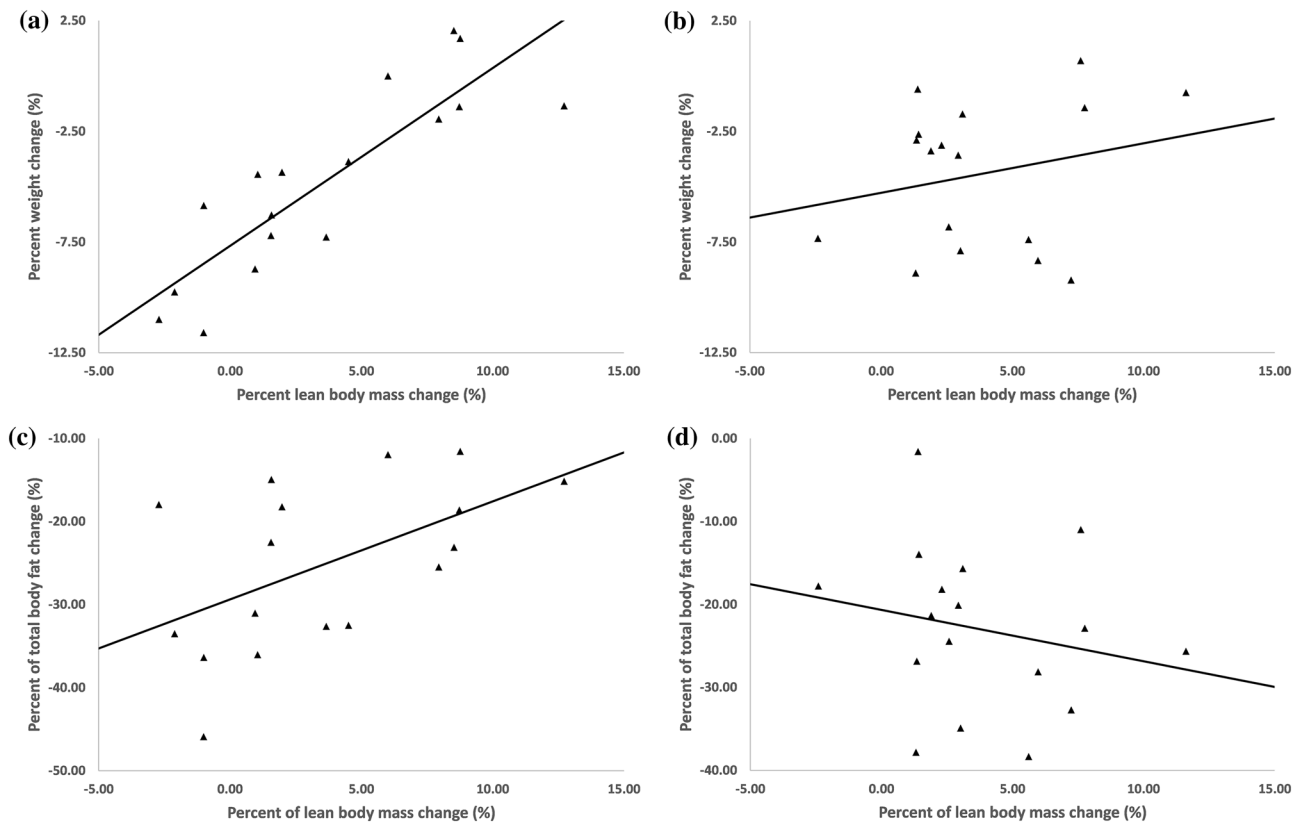 (a)
2.50
-2.50
-7.50
-12.50
Percent weight change (%)
-5.00 0.00 5.00 10.00 15.00
Percent lean body mass change (%)
(b)
2.50
-2.50
-7.50
-12.50
Percent weight change (%)
-5.00 0.00 5.00 10.00 15.00
Percent lean body mass change (%)
(c)
-10.00
-20.00
-30.00
-40.00
-50.00
Percent of total body fat change (%)
-5.00 0.00 5.00 10.00 15.00
Percent of lean body mass change (%)
(d)
0.00
-10.00
-20.00
-30.00
-40.00
Percent of total body fat change (%)
-5.00 0.00 5.00 10.00 15.00
Percent of lean body mass change (%)